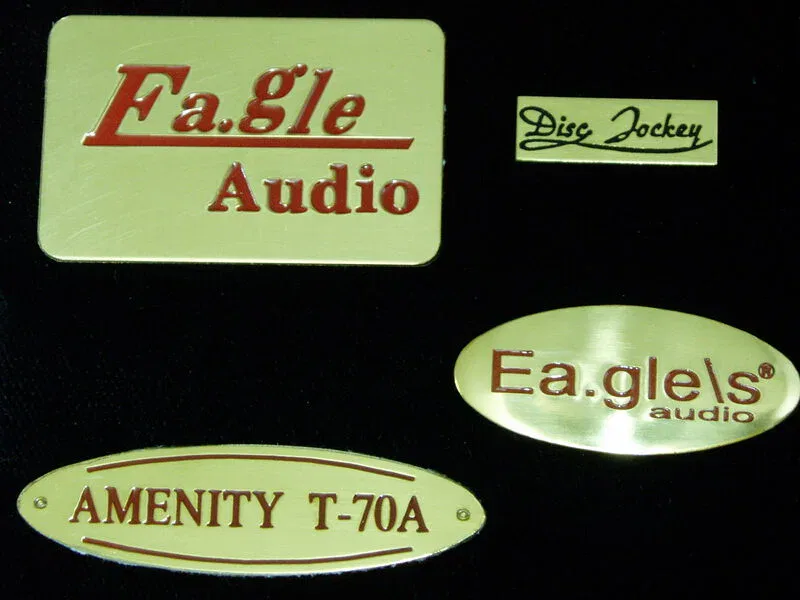 Ea.gle
Audio
Disc Jockey
Ea.gle\s®
audio
AMENITY T-70A